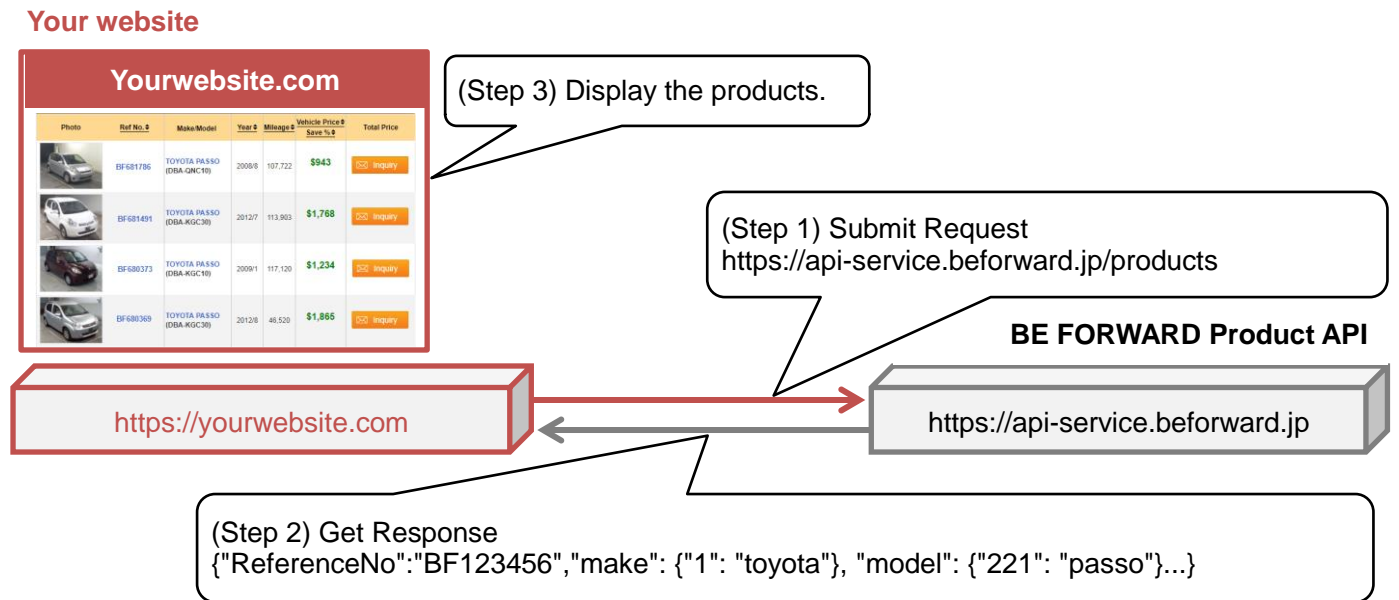 Your website
Yourwebsite.com
(Step 3) Display the products.
Photo Ref No. Make/Model Year Mileage Vehicle Price Save % Total Price
BF681786 TOYOTA PASSO (DBA-QNC10) 2008/8 107,722 $943 Inquiry
BF681491 TOYOTA PASSO (DBA-KGC30) 2012/7 113,903 $1,768 Inquiry
BF680373 TOYOTA PASSO (DBA-KGC10) 2009/1 117,120 $1,234 Inquiry
BF680369 TOYOTA PASSO (DBA-KGC30) 2012/8 46,520 $1,865 Inquiry
(Step 1) Submit Request
https://api-service.beforward.jp/products
BE FORWARD Product API
https://yourwebsite.com
https://api-service.beforward.jp
(Step 2) Get Response
{"ReferenceNo":"BF123456","make": {"1": "toyota"}, "model": {"221": "passo"}...}